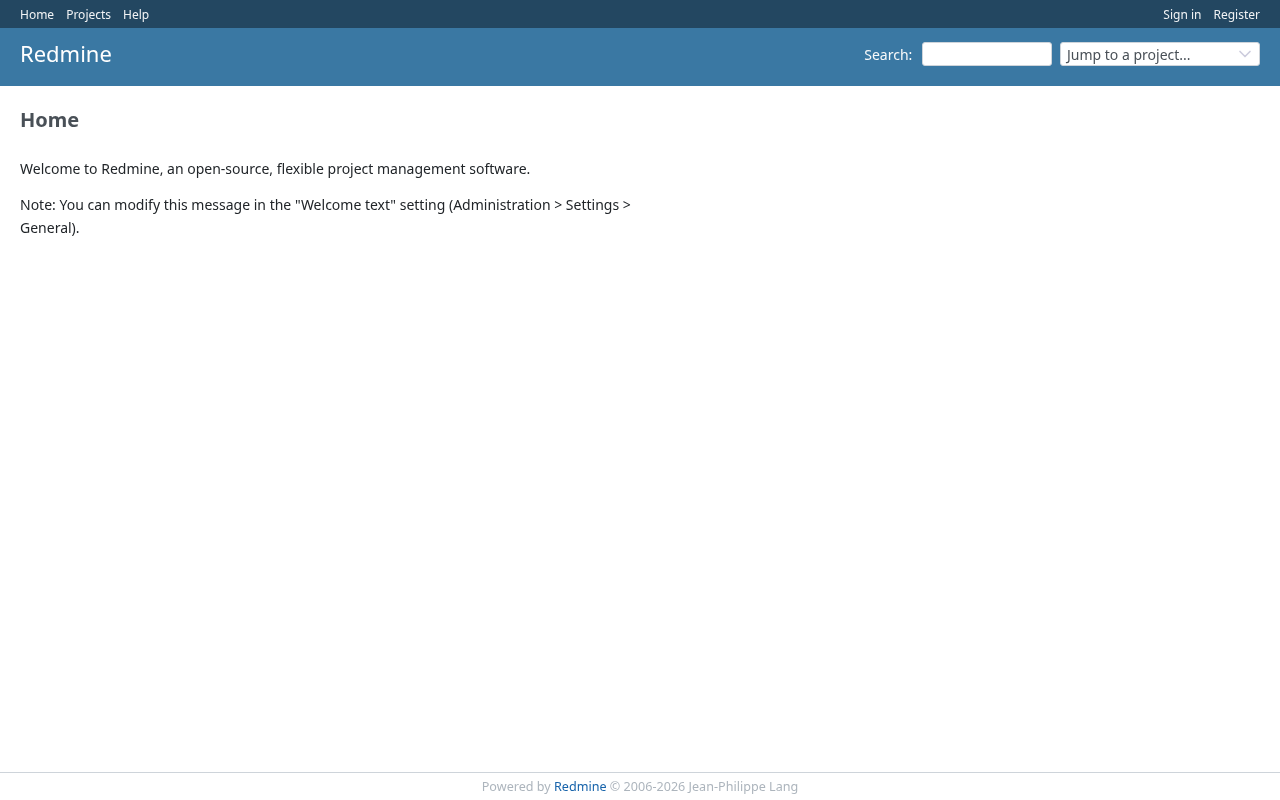 Home Projects Help Sign in Register
Redmine Search: Jump to a project...
Home
Welcome to Redmine, an open-source, flexible project management software.
Note: You can modify this message in the "Welcome text" setting (Administration > Settings >
General).
Powered by Redmine © 2006-2026 Jean-Philippe Lang